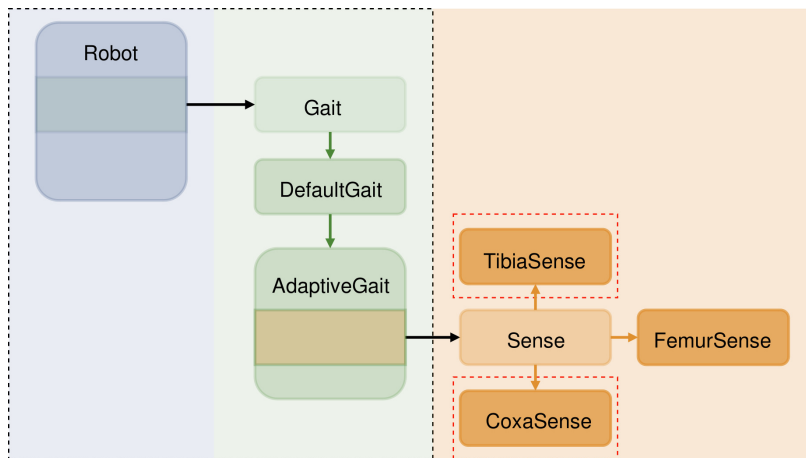 Robot
Gait
DefaultGait
AdaptiveGait
TibiaSense
Sense
FemurSense
CoxaSense